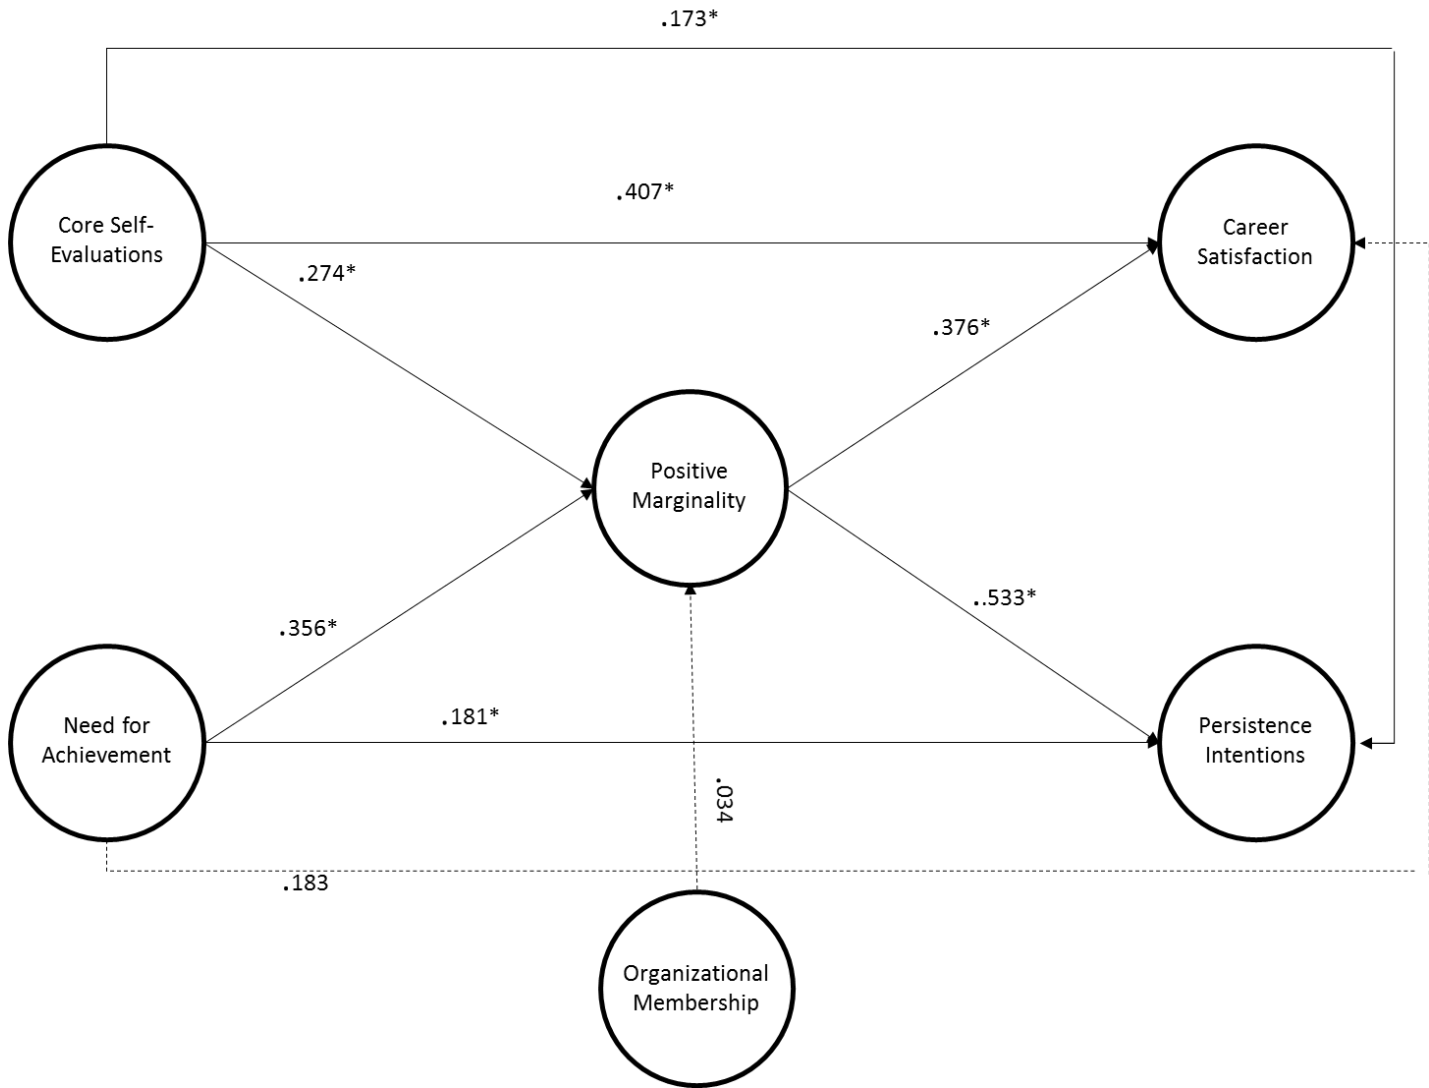 .173*
.407*
Core Self-
Evaluations
Career
Satisfaction
.274*
.376*
Positive
Marginality
..533*
.356*
Need for
Achievement
.181*
Persistence
Intentions
.034
.183
Organizational
Membership